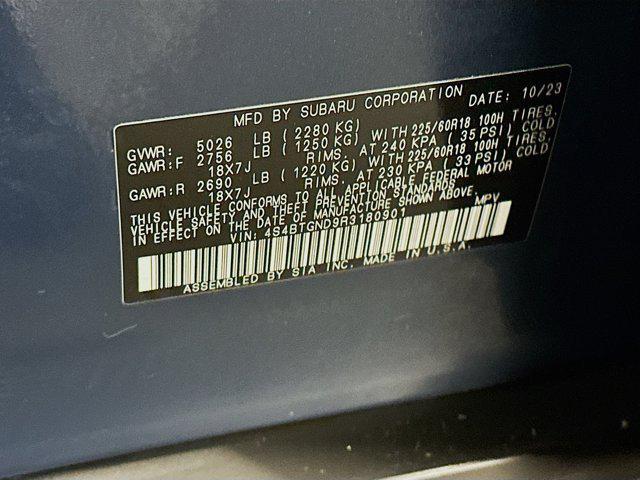 MFD BY SUBARU CORPORATION DATE: 10/23
GVWR: 5026 LB (2280 KG)
GAWR:F 2756 LB (1250 KG) WITH 225/60R18 100H TIRES,
18X7J RIMS, AT 240 KPA (35 PSI) COLD
GAWR:R 2690 LB (1220 KG) WITH 225/60R18 100H TIRES,
18X7J RIMS, AT 230 KPA (33 PSI) COLD
THIS VEHICLE CONFORMS TO ALL APPLICABLE FEDERAL MOTOR
VEHICLE SAFETY AND THEFT PREVENTION STANDARDS
IN EFFECT ON THE DATE OF MANUFACTURE SHOWN ABOVE.
VIN: 4S4BTGND9R3180901 MPV
ASSEMBLED BY SIA INC. MADE IN U.S.A.